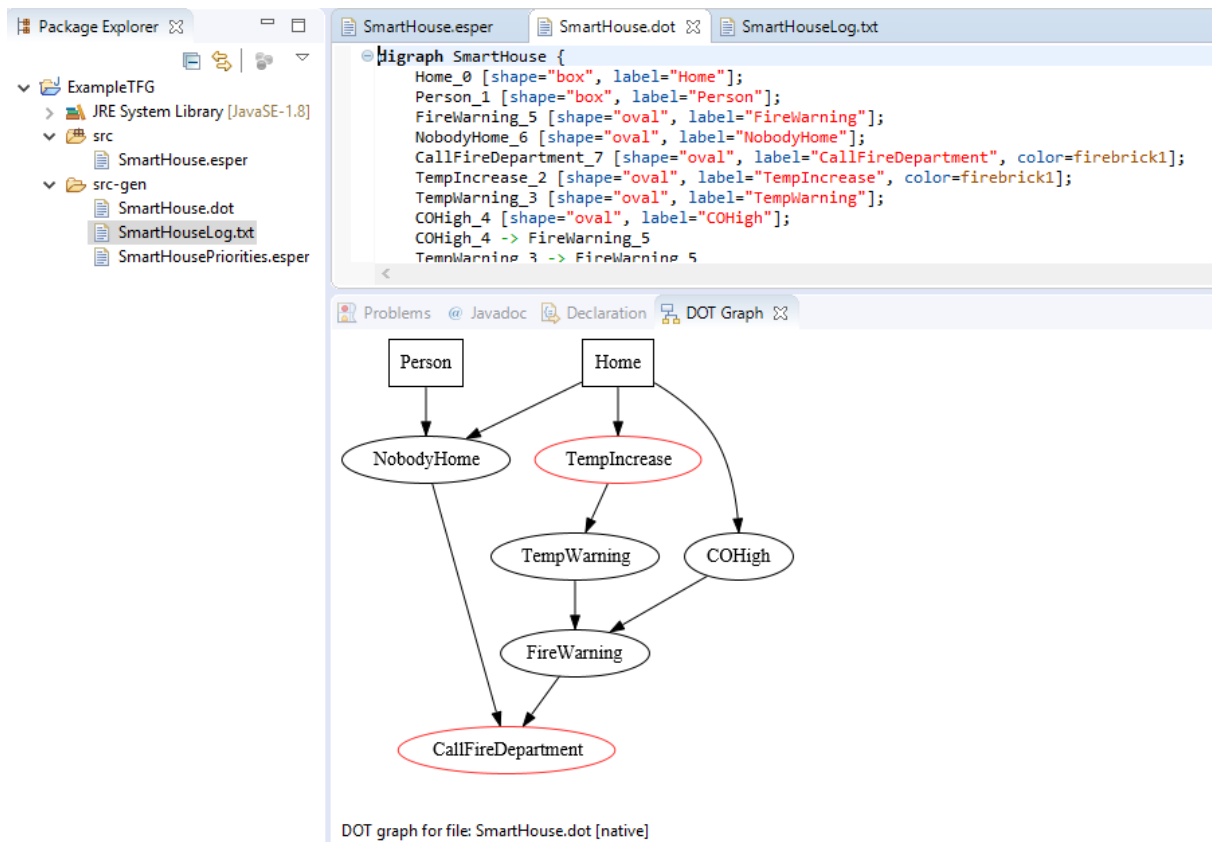 Package Explorer
ExampleTFG
JRE System Library [JavaSE-1.8]
src
SmartHouse.esper
src-gen
SmartHouse.dot
SmartHouseLog.txt
SmartHousePriorities.esper
SmartHouse.esper SmartHouse.dot SmartHouseLog.txt
digraph SmartHouse {
Home_0 [shape="box", label="Home"];
Person_1 [shape="box", label="Person"];
FireWarning_5 [shape="oval", label="FireWarning"];
NobodyHome_6 [shape="oval", label="NobodyHome"];
CallFireDepartment_7 [shape="oval", label="CallFireDepartment", color=firebrick1];
TempIncrease_2 [shape="oval", label="TempIncrease", color=firebrick1];
TempWarning_3 [shape="oval", label="TempWarning"];
COHigh_4 [shape="oval", label="COHigh"];
COHigh_4 -> FireWarning_5
TempWarning_3 -> FireWarning_5
Problems @ Javadoc Declaration DOT Graph
Person Home
NobodyHome TempIncrease
TempWarning COHigh
FireWarning
CallFireDepartment
DOT graph for file: SmartHouse.dot [native]